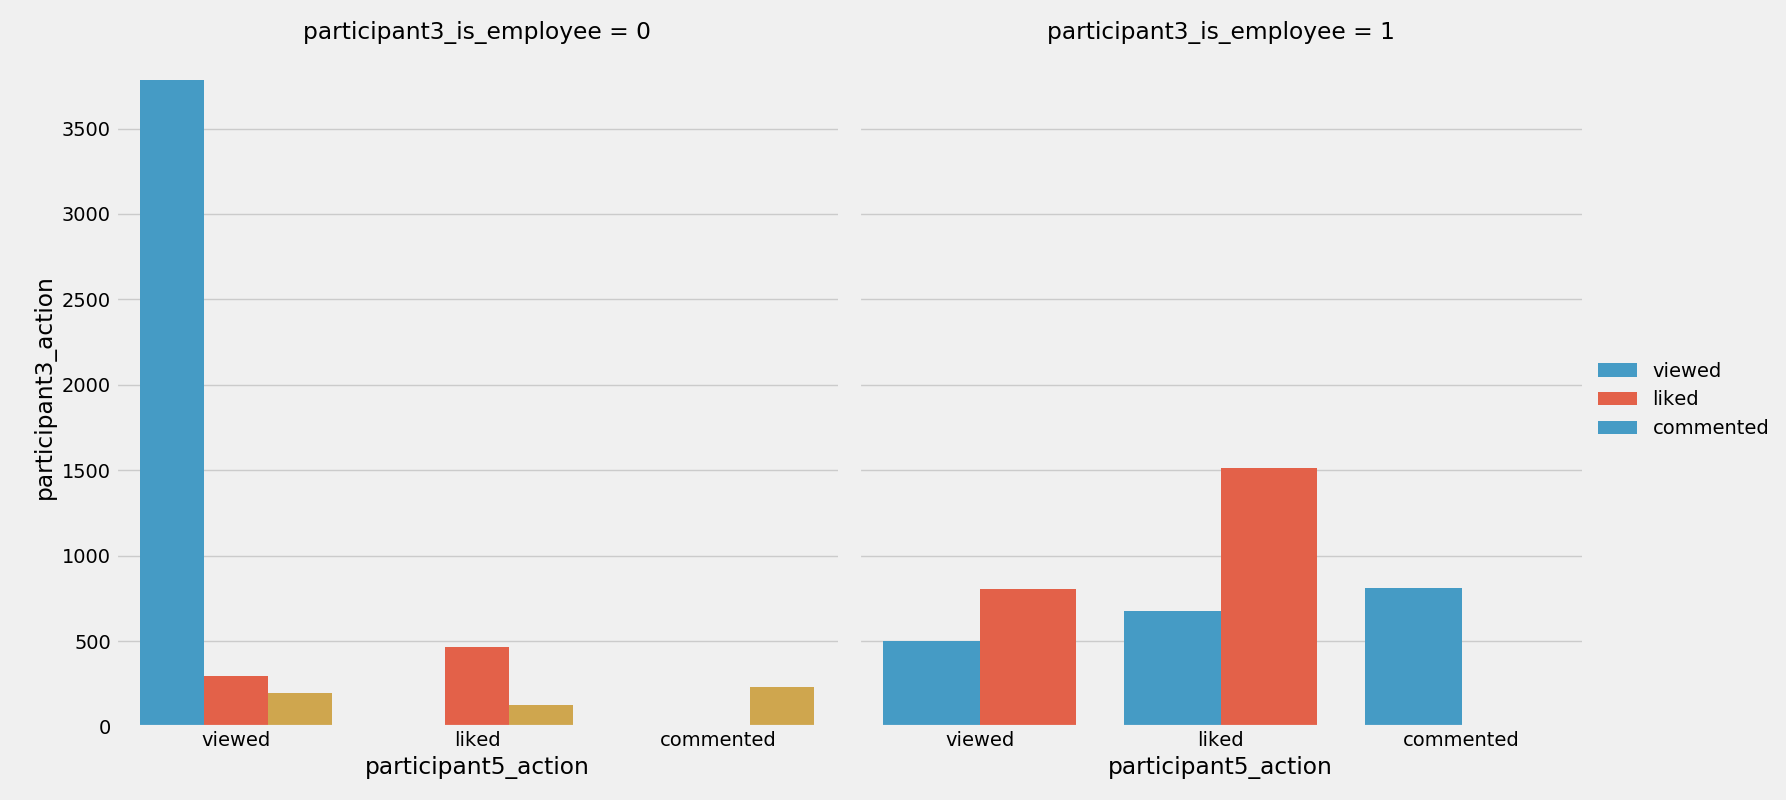 participant3_is_employee = 0
participant3_is_employee = 1
participant3_action
3500
3000
2500
2000
1500
1000
500
0
viewed
liked
commented
viewed
liked
commented
participant5_action
participant5_action
viewed
liked
commented